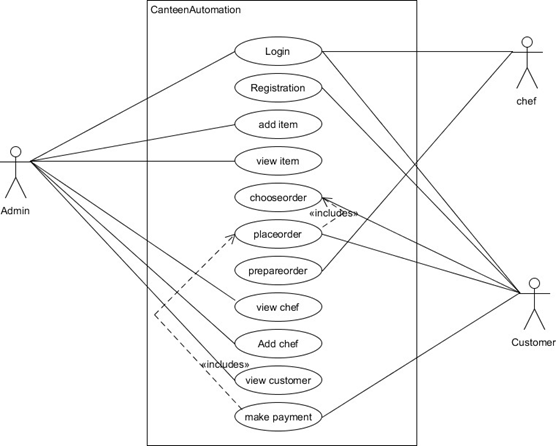 CanteenAutomation
Login
Registration
chef
add item
view item
Admin
chooseorder
«includes»
placeorder
prepareorder
view chef
Add chef
Customer
«includes»
view customer
make payment